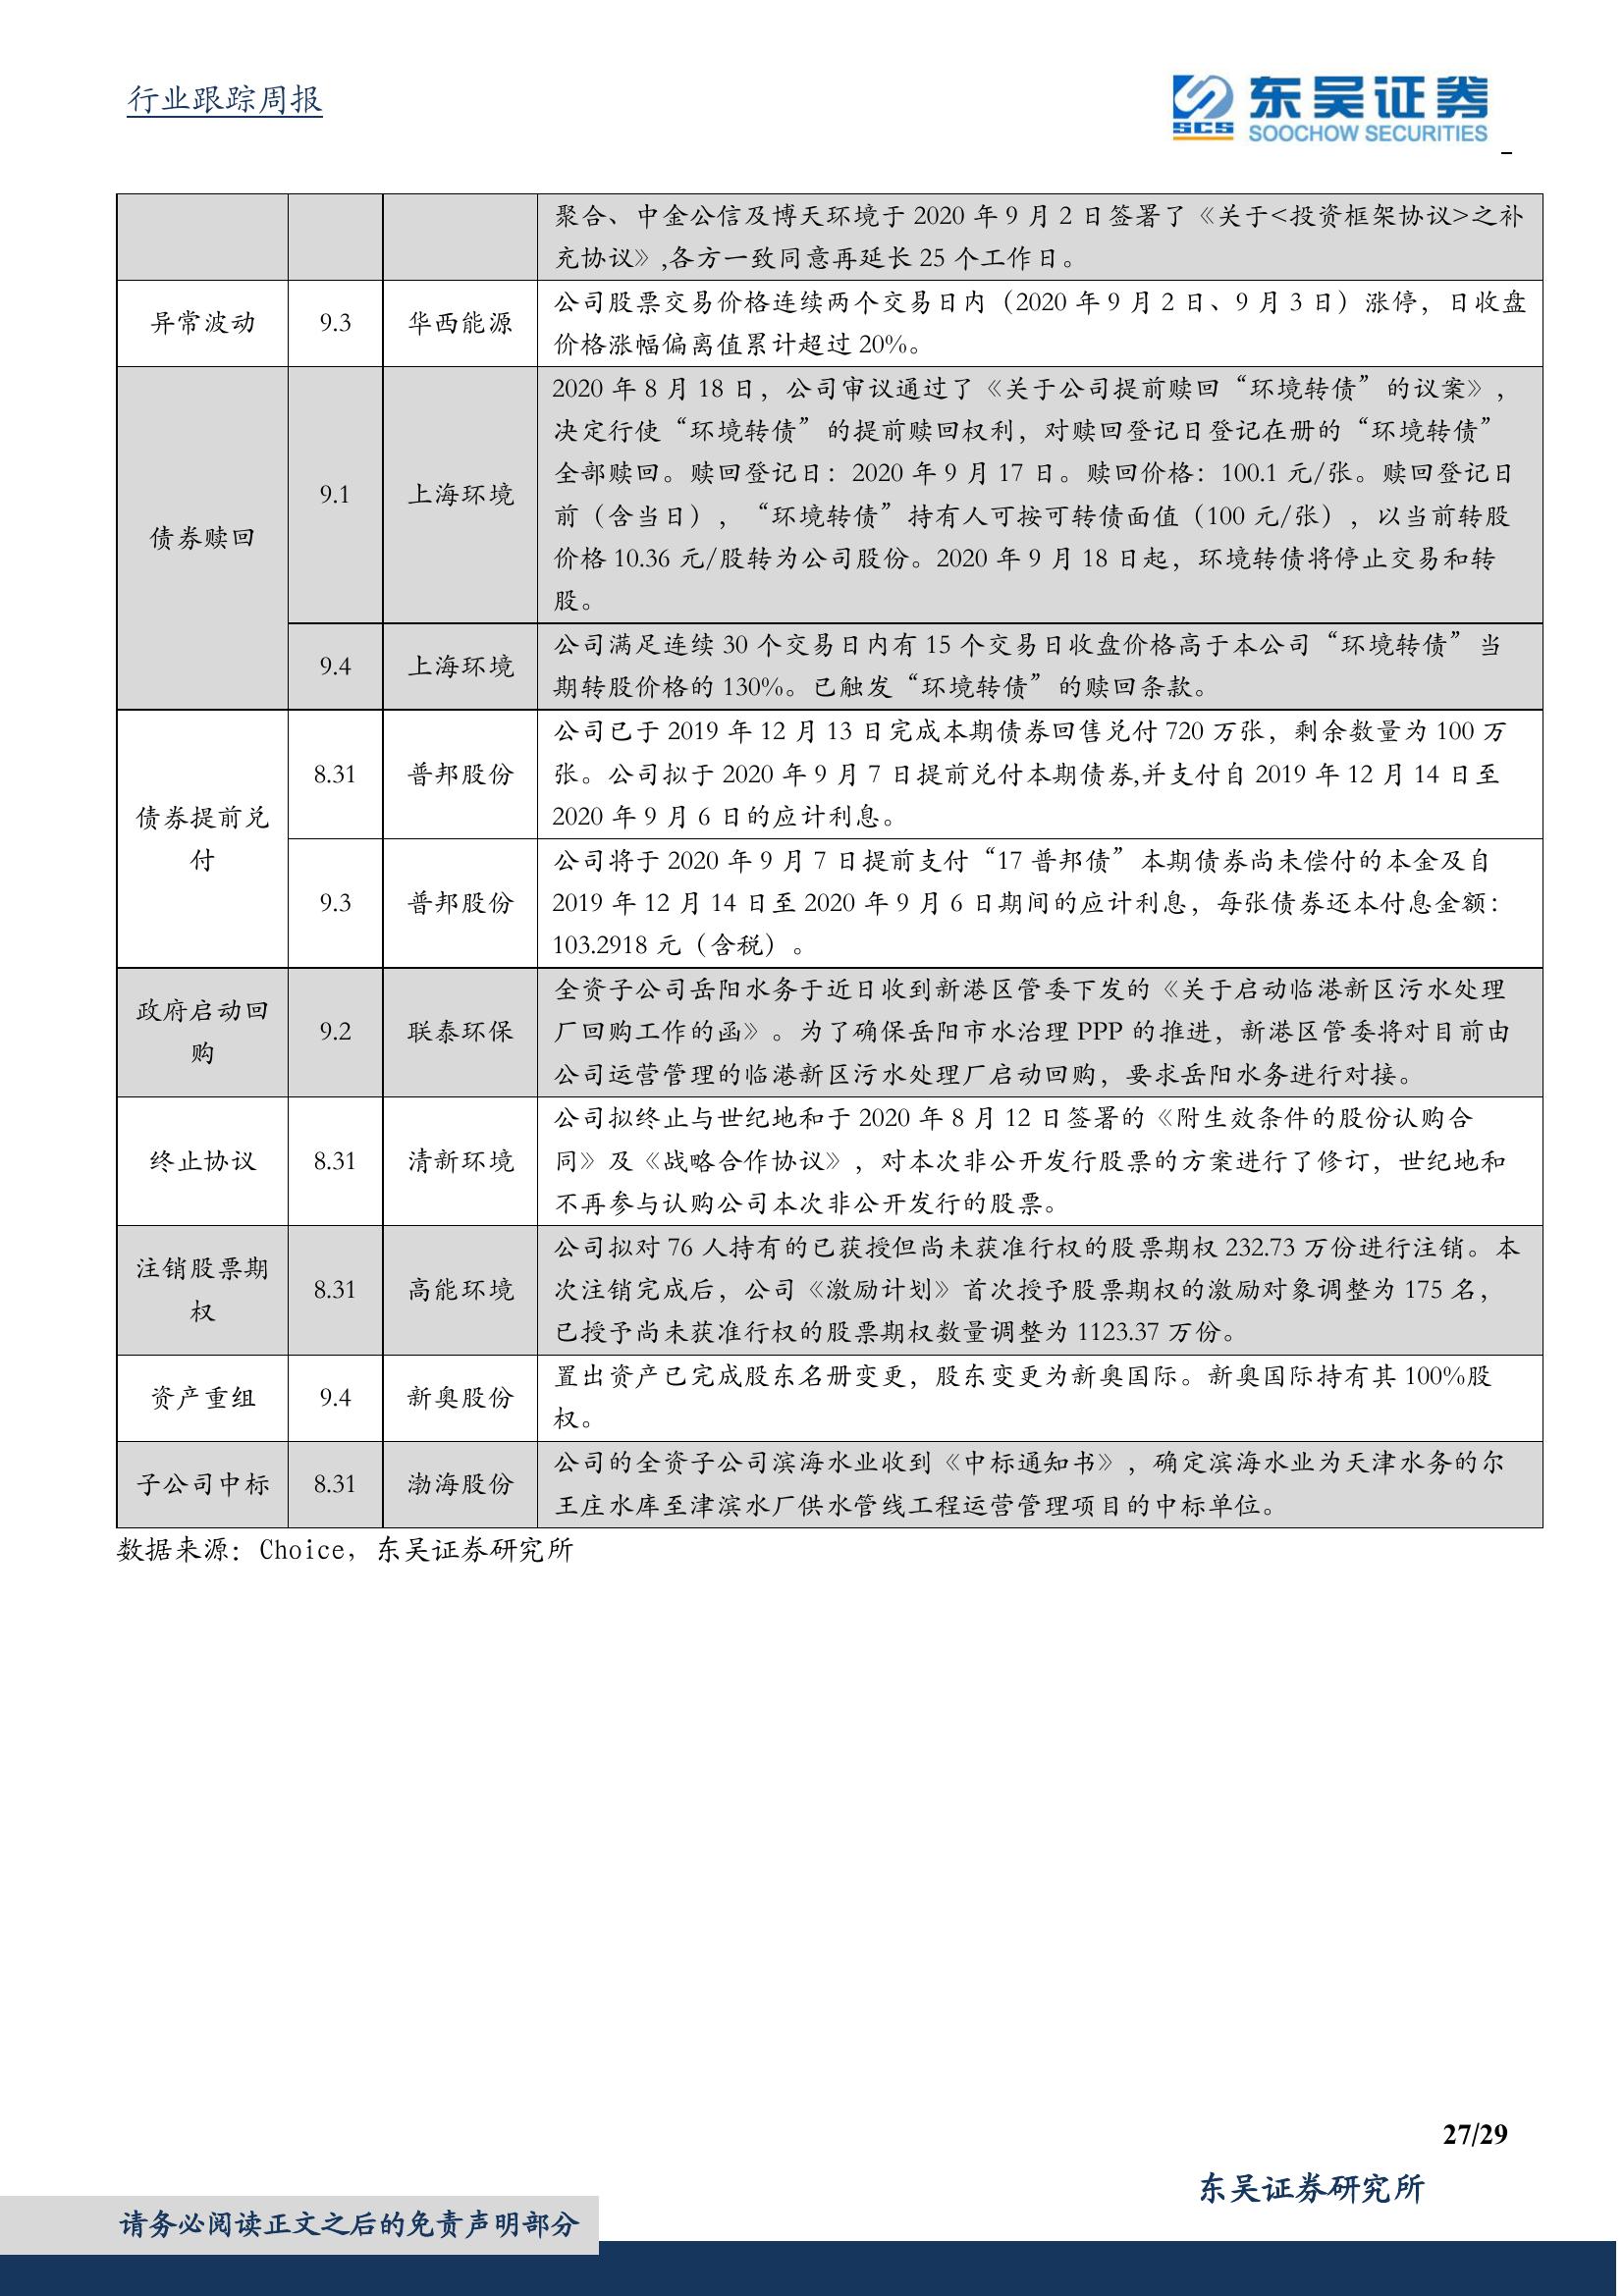 行业跟踪周报
SCS
东吴证券
SOOCHOW SECURITIES
聚合、中金公信及博天环境于 2020 年 9 月 2 日签署了《关于<投资框架协议>之补
充协议》,各方一致同意再延长 25 个工作日。
异常波动
9.3
华西能源
公司股票交易价格连续两个交易日内（2020 年 9 月 2 日、9 月 3 日）涨停，日收盘
价格涨幅偏离值累计超过 20%。
债券赎回
9.1
上海环境
2020 年 8 月 18 日，公司审议通过了《关于公司提前赎回“环境转债”的议案》，
决定行使“环境转债”的提前赎回权利，对赎回登记日登记在册的“环境转债”
全部赎回。赎回登记日：2020 年 9 月 17 日。赎回价格：100.1 元/张。赎回登记日
前（含当日），“环境转债”持有人可按可转债面值（100 元/张），以当前转股
价格 10.36 元/股转为公司股份。2020 年 9 月 18 日起，环境转债将停止交易和转
股。
9.4
上海环境
公司满足连续 30 个交易日内有 15 个交易日收盘价格高于本公司“环境转债”当
期转股价格的 130%。已触发“环境转债”的赎回条款。
债券提前兑
付
8.31
普邦股份
公司已于 2019 年 12 月 13 日完成本期债券回售兑付 720 万张，剩余数量为 100 万
张。公司拟于 2020 年 9 月 7 日提前兑付本期债券,并支付自 2019 年 12 月 14 日至
2020 年 9 月 6 日的应计利息。
9.3
普邦股份
公司将于 2020 年 9 月 7 日提前支付“17 普邦债”本期债券尚未偿付的本金及自
2019 年 12 月 14 日至 2020 年 9 月 6 日期间的应计利息，每张债券还本付息金额：
103.2918 元（含税）。
政府启动回
购
9.2
联泰环保
全资子公司岳阳水务于近日收到新港区管委下发的《关于启动临港新区污水处理
厂回购工作的函》。为了确保岳阳市水治理 PPP 的推进，新港区管委将对目前由
公司运营管理的临港新区污水处理厂启动回购，要求岳阳水务进行对接。
终止协议
8.31
清新环境
公司拟终止与世纪地和于 2020 年 8 月 12 日签署的《附生效条件的股份认购合
同》及《战略合作协议》，对本次非公开发行股票的方案进行了修订，世纪地和
不再参与认购公司本次非公开发行的股票。
注销股票期
权
8.31
高能环境
公司拟对 76 人持有的已获授但尚未获准行权的股票期权 232.73 万份进行注销。本
次注销完成后，公司《激励计划》首次授予股票期权的激励对象调整为 175 名，
已授予尚未获准行权的股票期权数量调整为 1123.37 万份。
资产重组
9.4
新奥股份
置出资产已完成股东名册变更，股东变更为新奥国际。新奥国际持有其 100%股
权。
子公司中标
8.31
渤海股份
公司的全资子公司滨海水业收到《中标通知书》，确定滨海水业为天津水务的尔
王庄水库至津滨水厂供水管线工程运营管理项目的中标单位。
数据来源：Choice，东吴证券研究所
27/29
东吴证券研究所
请务必阅读正文之后的免责声明部分